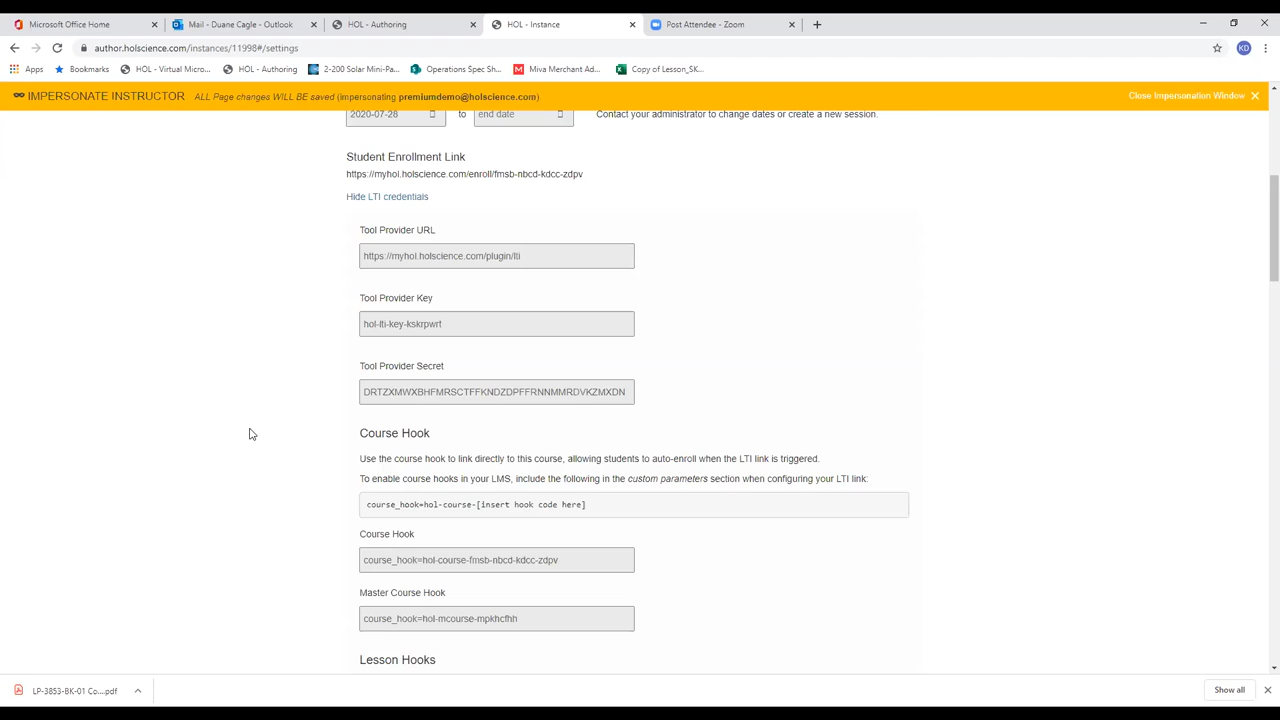 Microsoft Office Home
Mail - Duane Cagle - Outlook
HOL - Authoring
HOL - Instance
Post Attendee - Zoom
author.holscience.com/instances/11998#/settings
KD
Apps
Bookmarks
HOL - Virtual Micro...
HOL - Authoring
2-200 Solar Mini-Pa...
Operations Spec Sh...
Miva Merchant Ad...
Copy of Lesson_SK...
IMPERSONATE INSTRUCTOR ALL Page changes WILL BE saved (impersonating premiumdemo@holscience.com)
Close Impersonation Window
2020-07-28 to end date Contact your administrator to change dates or create a new session.
Student Enrollment Link
https://myhol.holscience.com/enroll/fmsb-nbcd-kdcc-zdpv
Hide LTI credentials
Tool Provider URL
https://myhol.holscience.com/plugin/lti
Tool Provider Key
hol-lti-key-kskrpwrt
Tool Provider Secret
DRTZXMWXBHFMRSCTFFKNDZDPFFRNNMMRDVKZMXDN
Course Hook
Use the course hook to link directly to this course, allowing students to auto-enroll when the LTI link is triggered.
To enable course hooks in your LMS, include the following in the custom parameters section when configuring your LTI link:
course_hook=hol-course-[insert hook code here]
Course Hook
course_hook=hol-course-fmsb-nbcd-kdcc-zdpv
Master Course Hook
course_hook=hol-mcourse-mpkhcfhh
Lesson Hooks
LP-3853-BK-01 Co....pdf
Show all